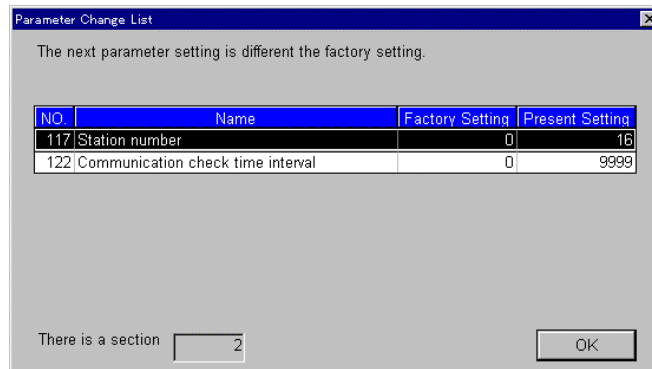 Parameter Change List
The next parameter setting is different the factory setting.
NO. Name Factory Setting Present Setting
117 Station number 0 16
122 Communication check time interval 0 9999
There is a section 2
OK